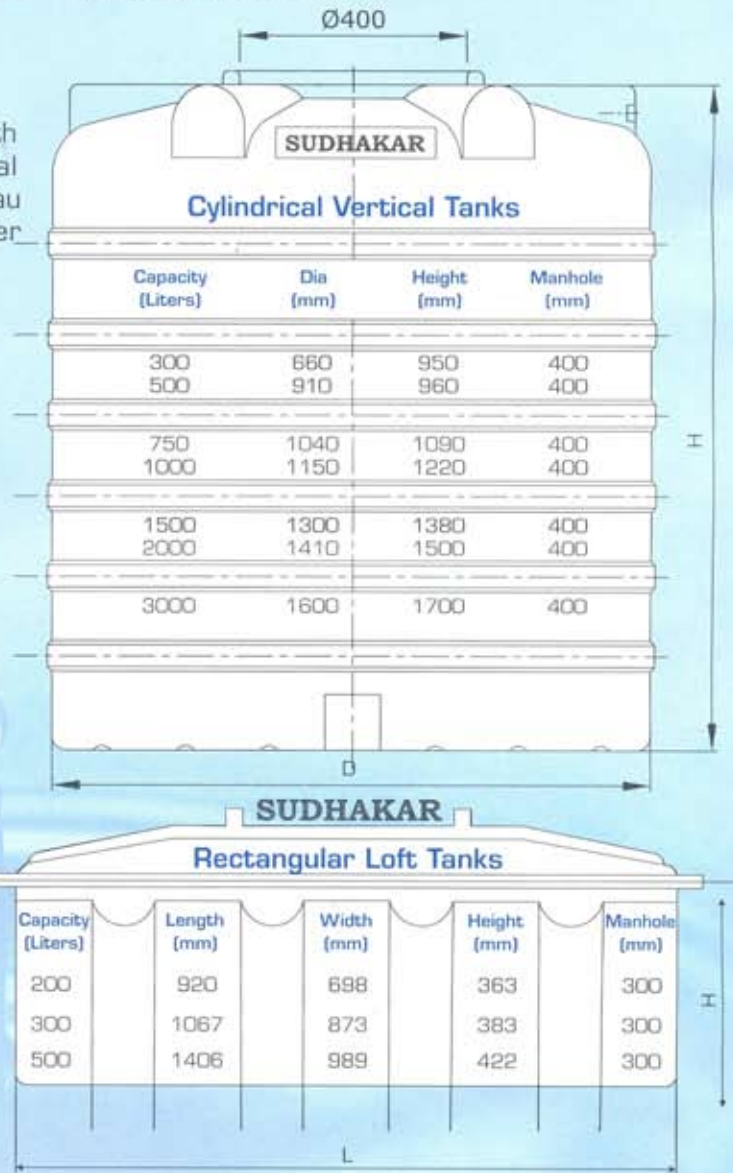 Ø400
SUDHAKAR
Cylindrical Vertical Tanks
Capacity (Liters) Dia (mm) Height (mm) Manhole (mm)
300 660 950 400
500 910 960 400
750 1040 1090 400
1000 1150 1220 400
1500 1300 1380 400
2000 1410 1500 400
3000 1600 1700 400
H
D
SUDHAKAR
Rectangular Loft Tanks
Capacity (Liters) Length (mm) Width (mm) Height (mm) Manhole (mm)
200 920 698 363 300
300 1067 873 383 300
500 1406 989 422 300
H
L